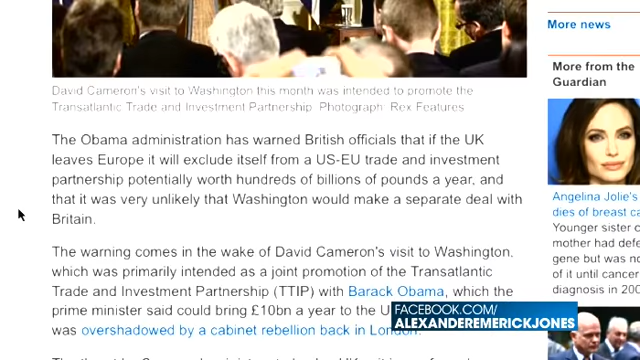 David Cameron's visit to Washington this month was intended to promote the
Transatlantic Trade and Investment Partnership. Photograph: Rex Features
The Obama administration has warned British officials that if the UK
leaves Europe it will exclude itself from a US-EU trade and investment
partnership potentially worth hundreds of billions of pounds a year, and
that it was very unlikely that Washington would make a separate deal with
Britain.
The warning comes in the wake of David Cameron's visit to Washington,
which was primarily intended as a joint promotion of the Transatlantic
Trade and Investment Partnership (TTIP) with Barack Obama, which the
prime minister said could bring £10bn a year to the U
was overshadowed by a cabinet rebellion back in London.
More news
More from the
Guardian
Angelina Jolie's
dies of breast ca
Younger sister o
mother had defe
gene but was no
of it until cancer
diagnosis in 200
FACEBOOK.COM/
ALEXANDEREMERICKJONES